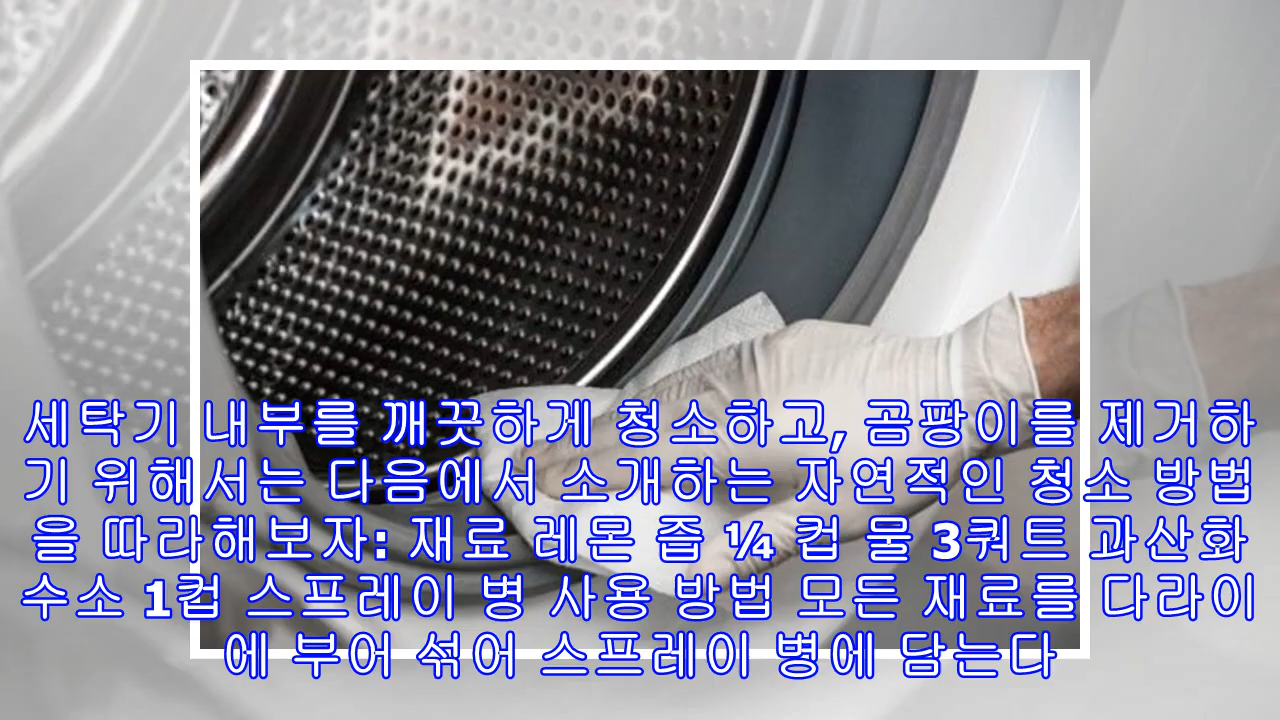 세탁기 내부를 깨끗하게 청소하고, 곰팡이를 제거하
기 위해서는 다음에서 소개하는 자연적인 청소 방법
을 따라해보자: 재료 레몬 즙 ¼ 컵 물 3쿼트 과산화
수소 1컵 스프레이 병 사용 방법 모든 재료를 다라이
에 부어 섞어 스프레이 병에 담는다